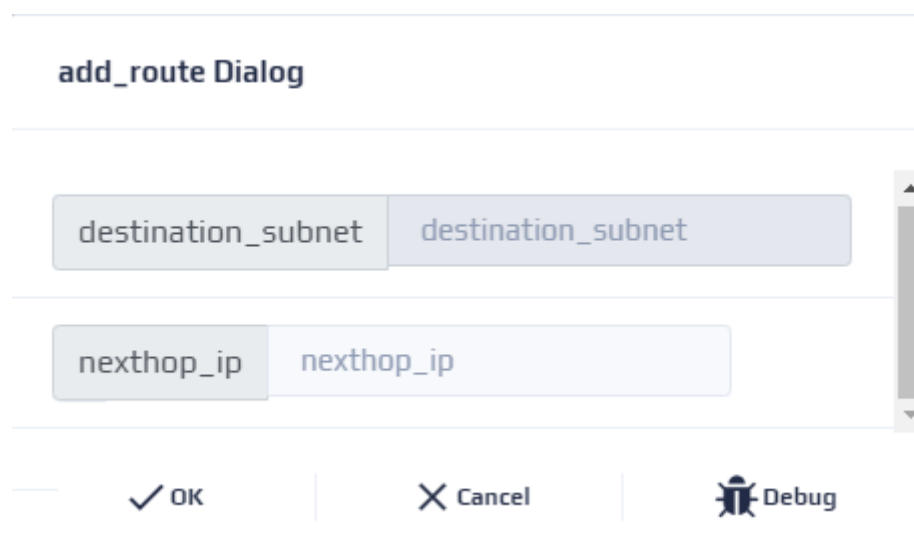 add_route Dialog
destination_subnet destination_subnet
nexthop_ip nexthop_ip
OK Cancel Debug